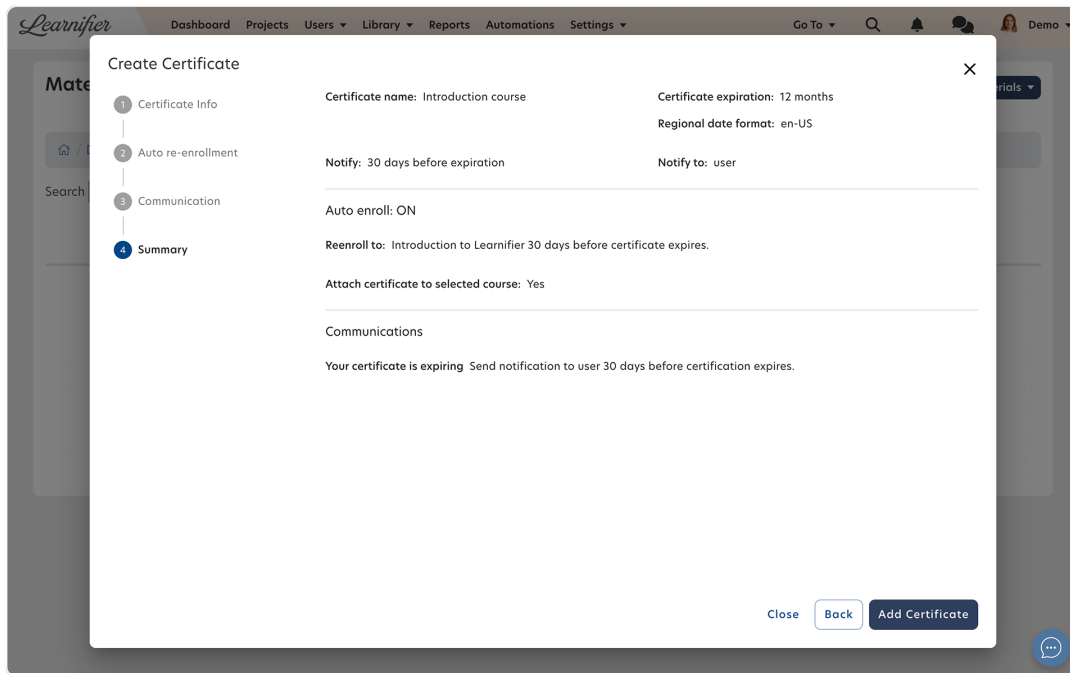 Learnifier
Dashboard Projects Users Library Reports Automations Settings Go To Demo
Create Certificate
Mate
rials
1 Certificate Info
2 Auto re-enrollment
3 Communication
4 Summary
Search
Certificate name: Introduction course
Certificate expiration: 12 months
Regional date format: en-US
Notify: 30 days before expiration
Notify to: user
Auto enroll: ON
Reenroll to: Introduction to Learnifier 30 days before certificate expires.
Attach certificate to selected course: Yes
Communications
Your certificate is expiring Send notification to user 30 days before certification expires.
Close Back Add Certificate